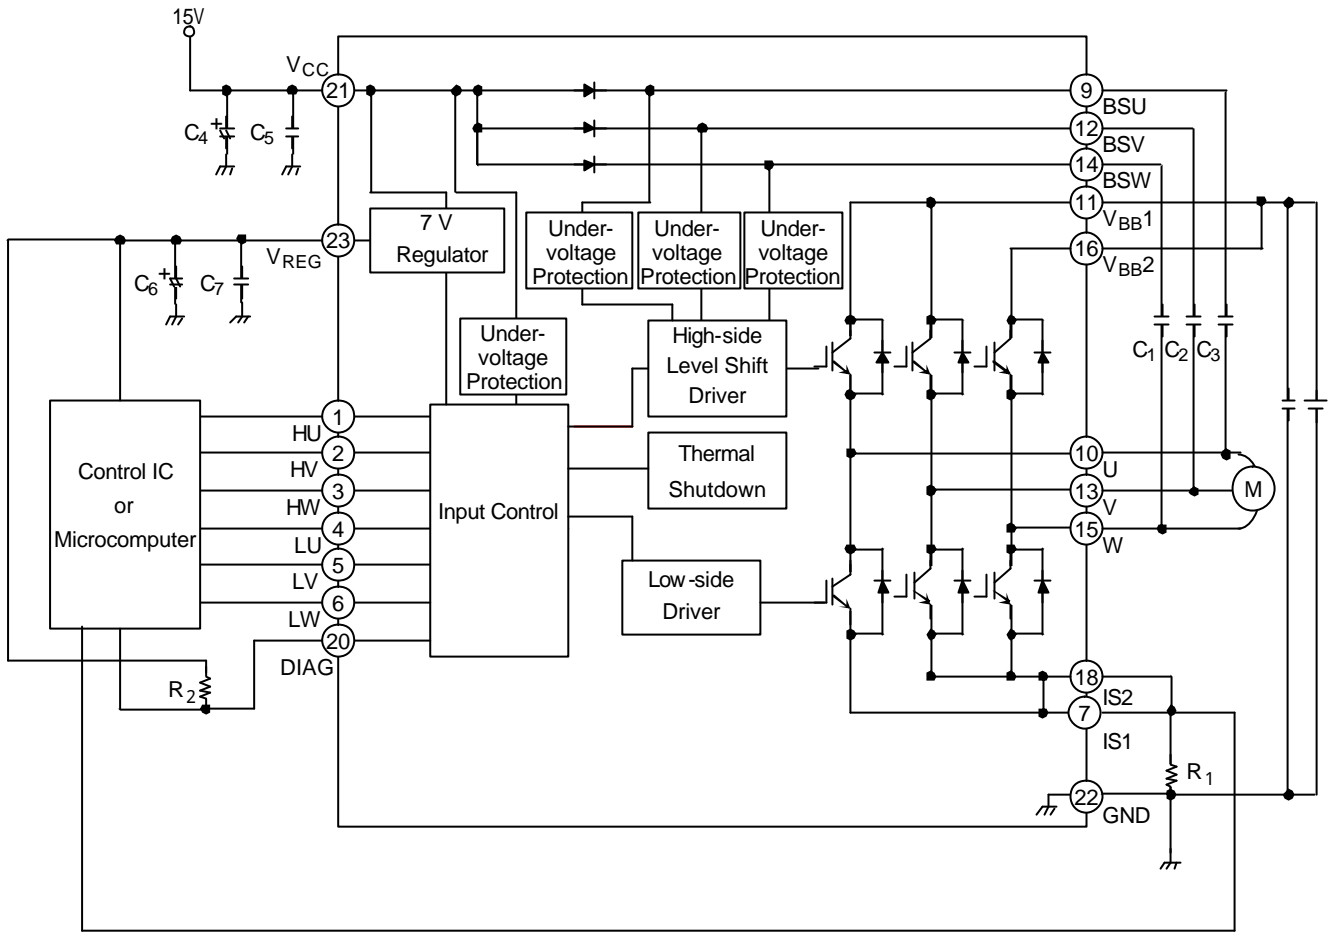 15V
VCC
21
9
BSU
C4
+
C5
12
BSV
14
BSW
11
VBB1
7 V
Regulator
23
VREG
Under-
voltage
Protection
Under-
voltage
Protection
Under-
voltage
Protection
16
VBB2
C6
+
C7
Under-
voltage
Protection
High-side
Level Shift
Driver
C1
C2
C3
Control IC
or
Microcomputer
1
HU
2
HV
3
HW
4
LU
5
LV
6
LW
20
DIAG
Input Control
Thermal
Shutdown
Low-side
Driver
10
U
13
V
15
W
M
R2
18
IS2
7
IS1
R1
22
GND